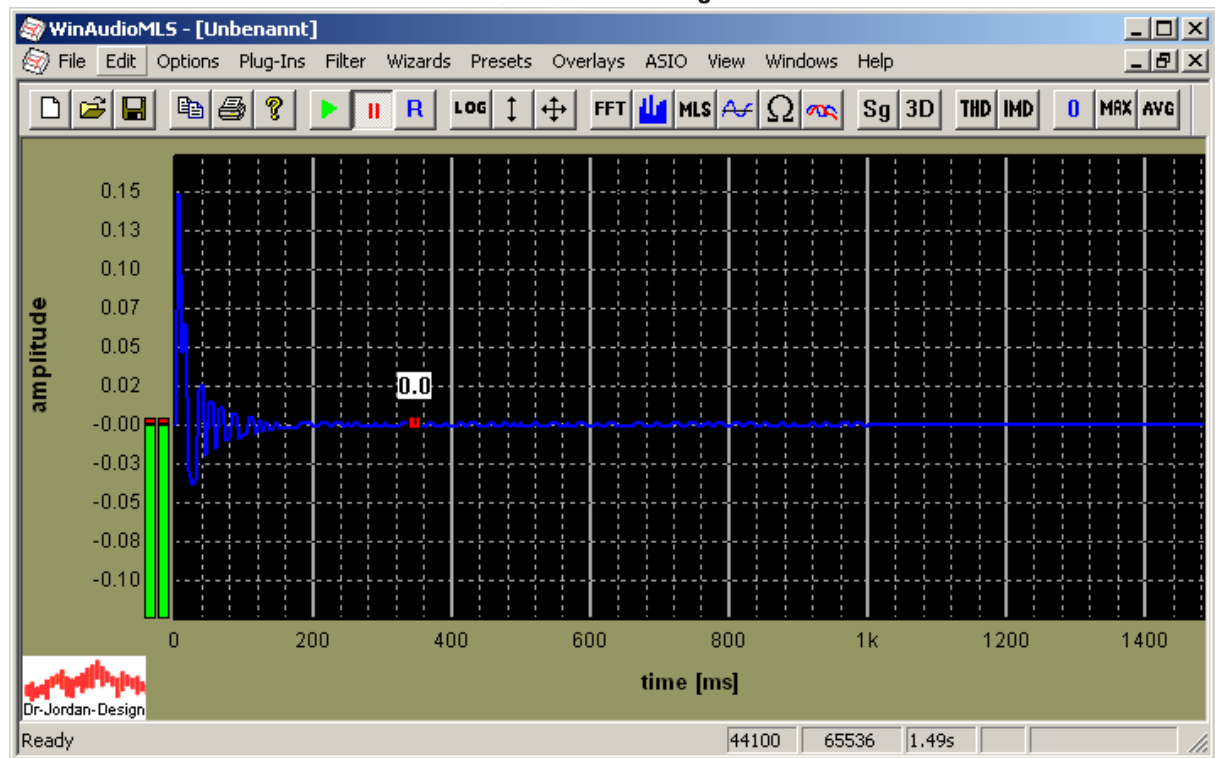 WinAudioMLS - [Unbenannt]
File Edit Options Plug-Ins Filter Wizards Presets Overlays ASIO View Windows Help
R LOG FFT MLS Ω Sg 3D THD IMD 0 MAX AVG
0.15
0.13
0.10
0.07
0.05
0.02
-0.00
-0.03
-0.05
-0.08
-0.10
amplitude
0.0
0 200 400 600 800 1k 1200 1400
time [ms]
Dr-Jordan-Design
Ready 44100 65536 1.49s